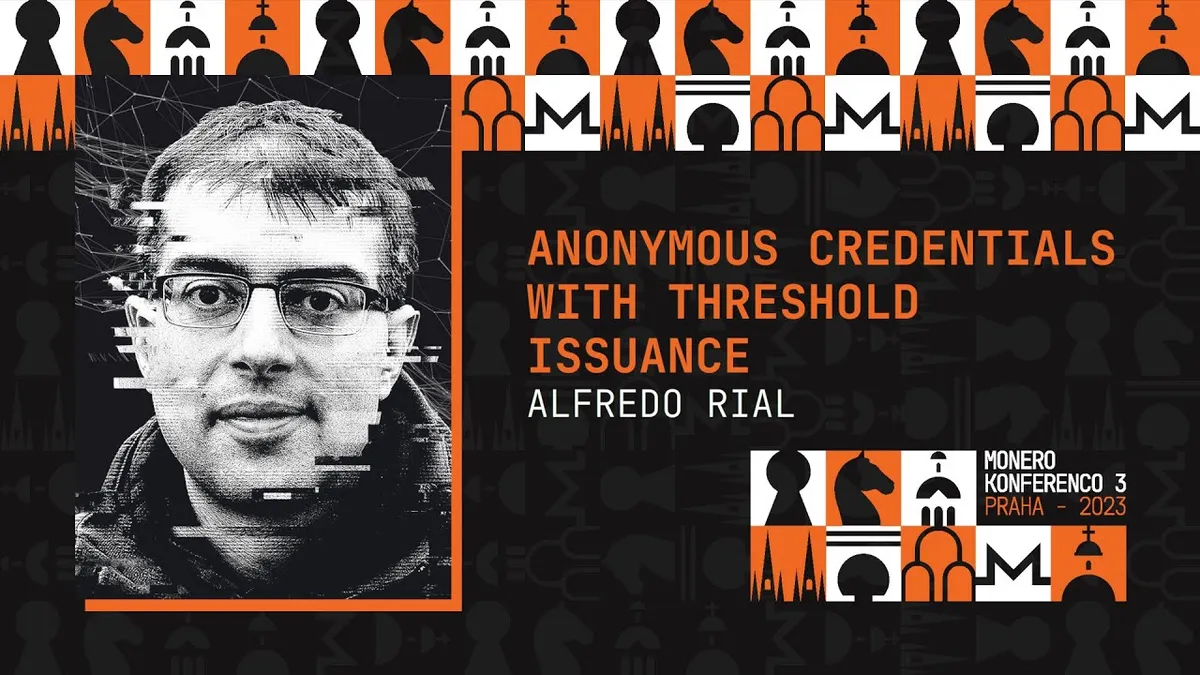 ANONYMOUS CREDENTIALS
WITH THRESHOLD
ISSUANCE
ALFREDO RIAL
MONERO
KONFERENCO 3
PRAHA - 2023